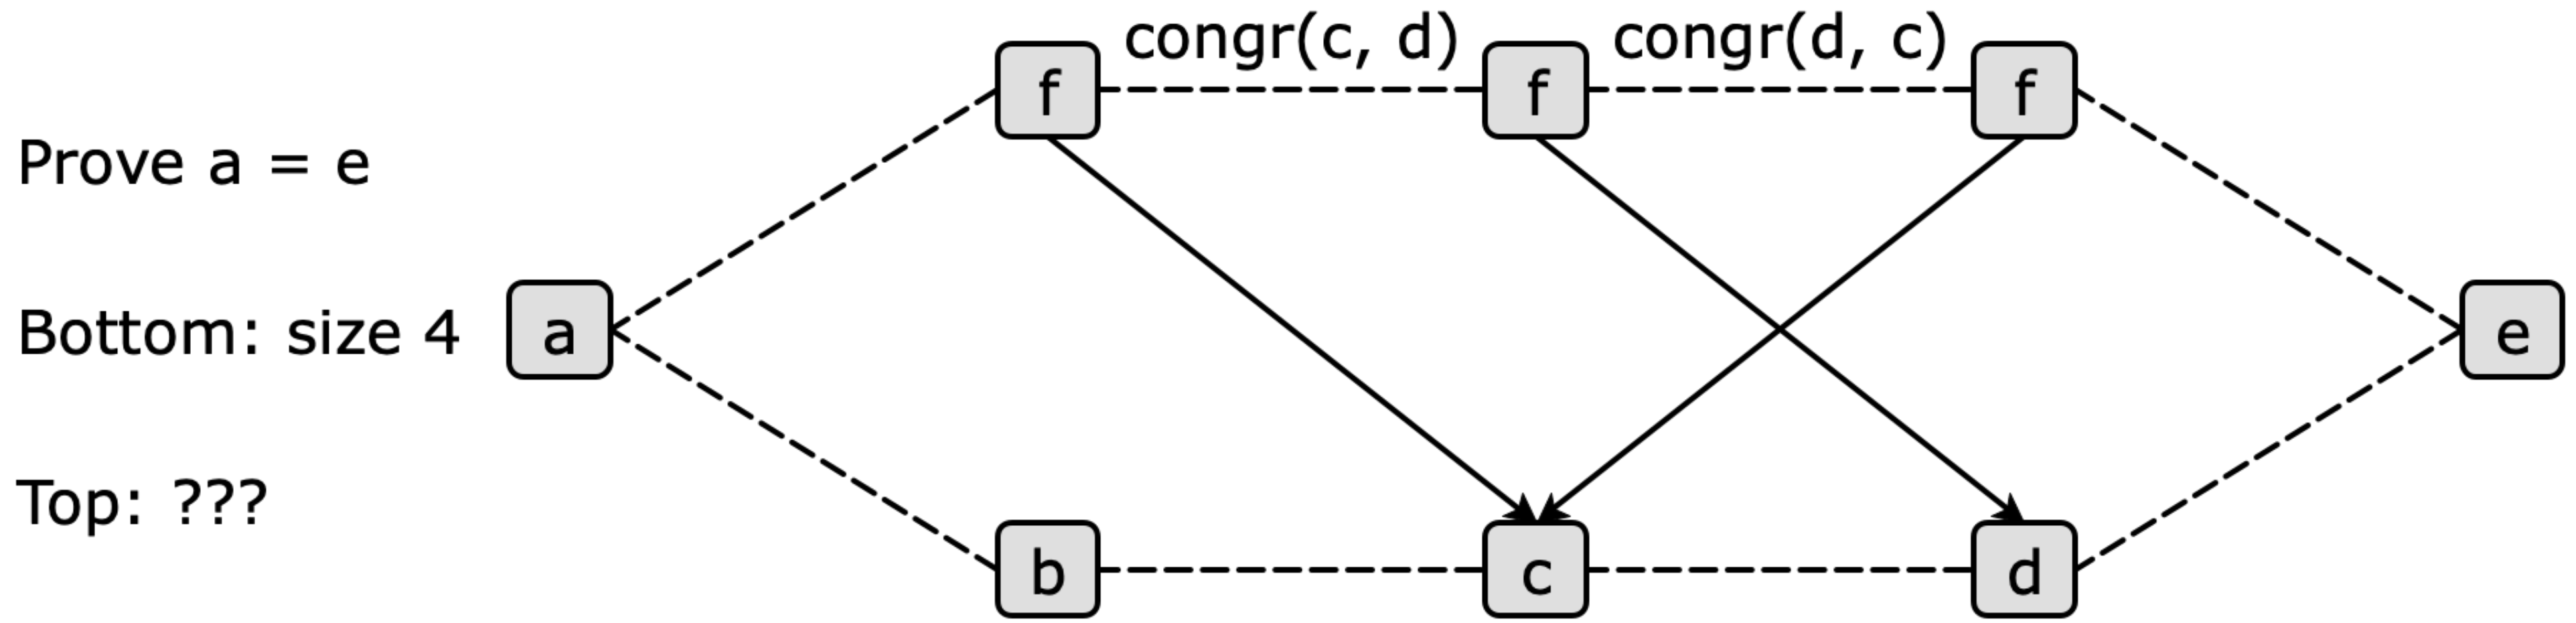 congr(c, d) congr(d, c)
f f f
Prove a = e
Bottom: size 4 a e
Top: ???
b c d